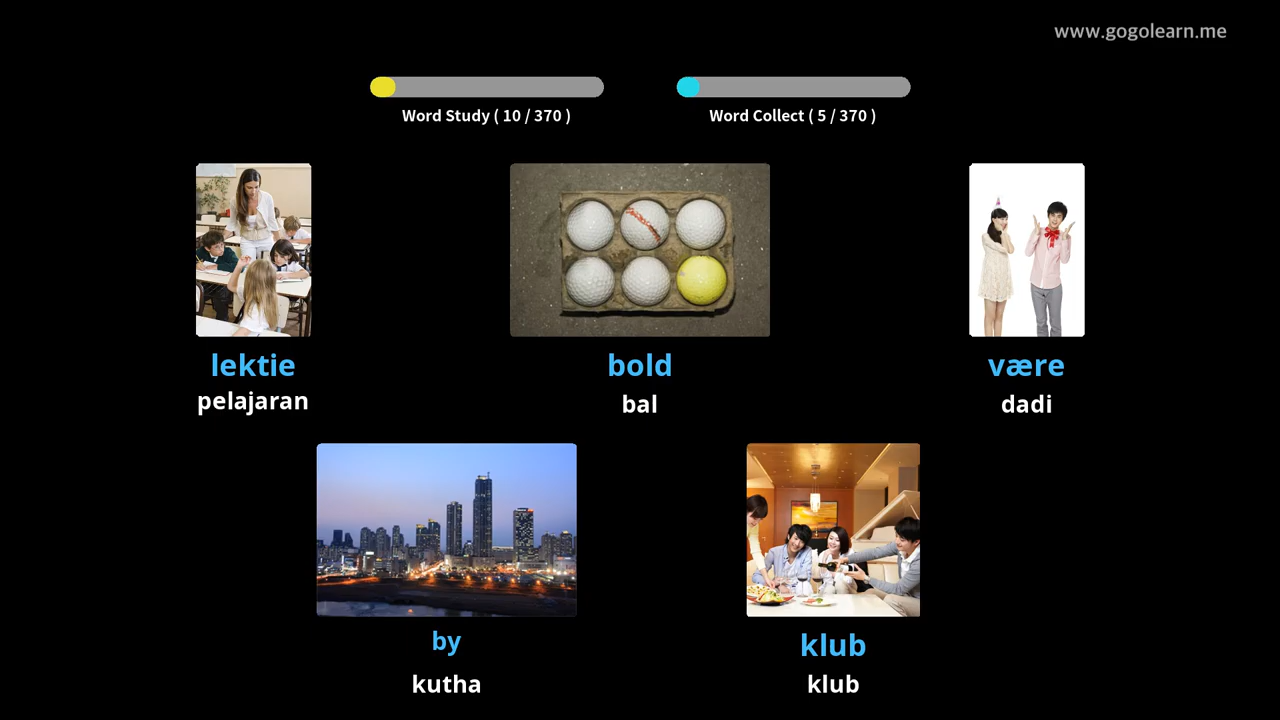 www.gogolearn.me
Word Study ( 10 / 370 )
Word Collect ( 5 / 370 )
lektie
pelajaran
bold
bal
være
dadi
by
kutha
klub
klub